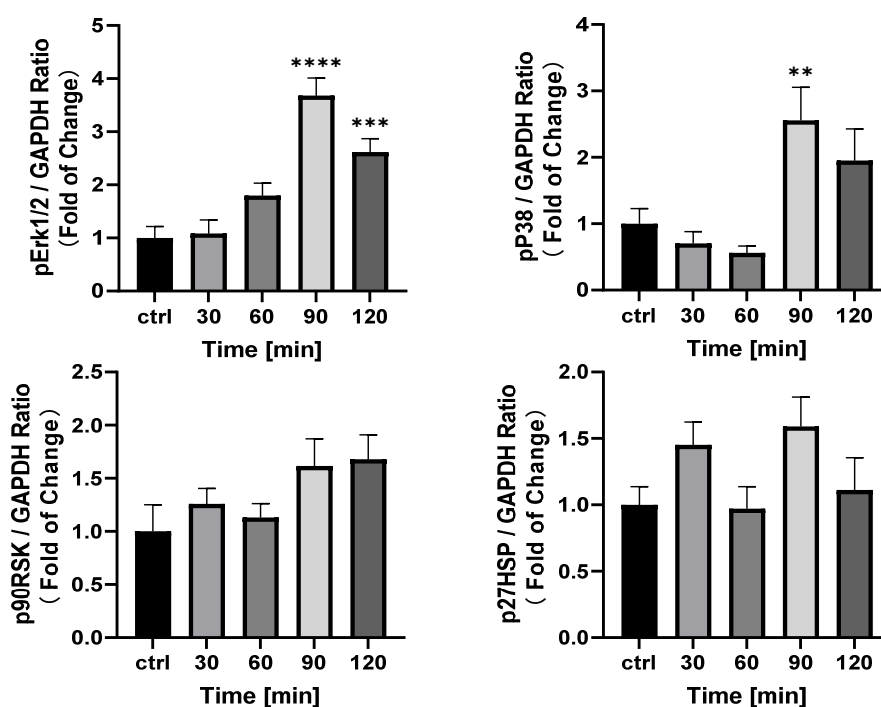 pErk1/2 / GAPDH Ratio
（Fold of Change）
5
4
3
2
1
0
****
***
ctrl 30 60 90 120
Time [min]
pP38 / GAPDH Ratio
（ Fold of Change）
4
3
2
1
0
**
ctrl 30 60 90 120
Time [min]
p90RSK / GAPDH Ratio
（ Fold of Change）
2.5
2.0
1.5
1.0
0.5
0.0
ctrl 30 60 90 120
Time [min]
p27HSP / GAPDH Ratio
（ Fold of Change）
2.0
1.5
1.0
0.5
0.0
ctrl 30 60 90 120
Time [min]